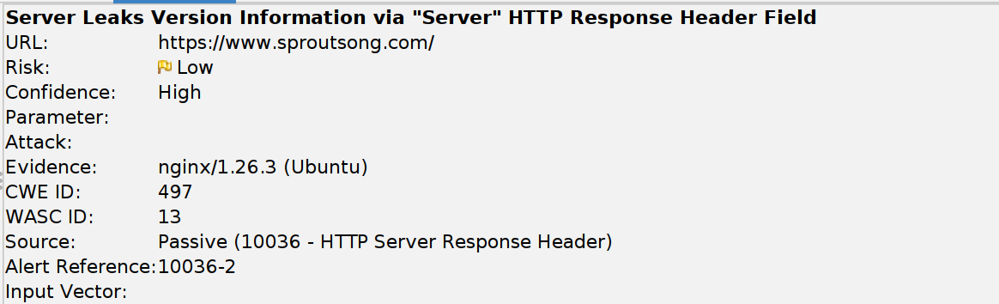 Server Leaks Version Information via "Server" HTTP Response Header Field
URL: https://www.sproutsong.com/
Risk: Low
Confidence: High
Parameter:
Attack:
Evidence: nginx/1.26.3 (Ubuntu)
CWE ID: 497
WASC ID: 13
Source: Passive (10036 - HTTP Server Response Header)
Alert Reference: 10036-2
Input Vector: